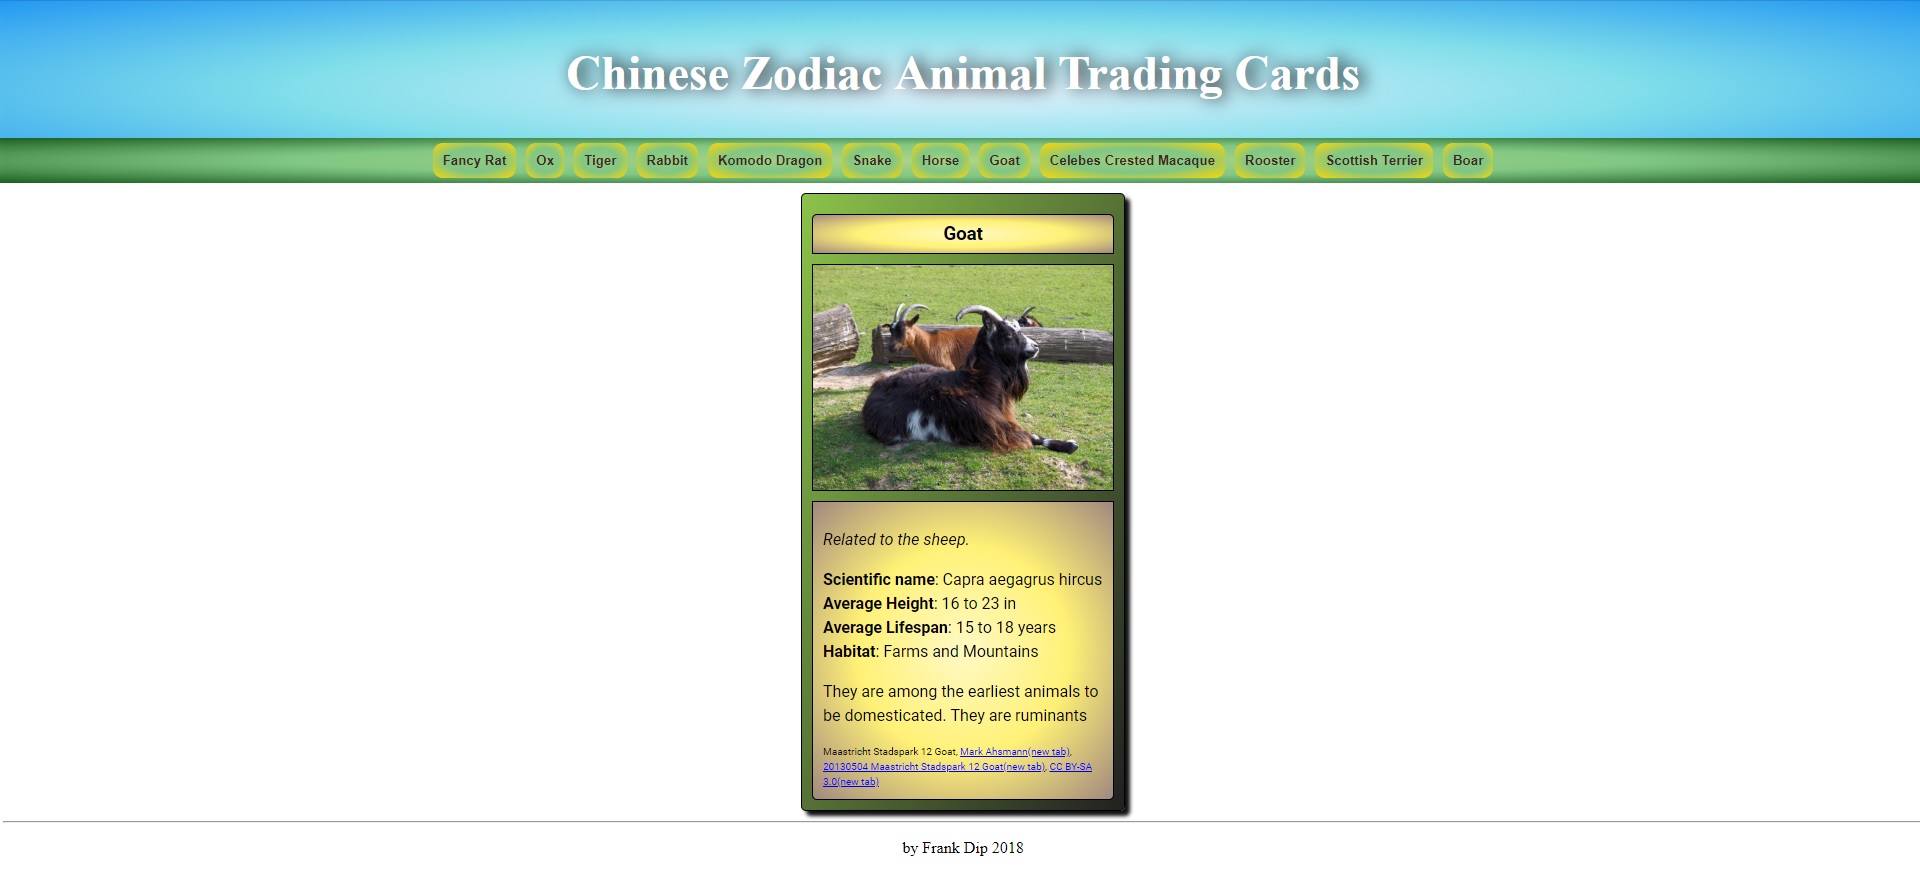 Chinese Zodiac Animal Trading Cards
Fancy Rat Ox Tiger Rabbit Komodo Dragon Snake Horse Goat Celebes Crested Macaque Rooster Scottish Terrier Boar
Goat
Related to the sheep.
Scientific name: Capra aegagrus hircus
Average Height: 16 to 23 in
Average Lifespan: 15 to 18 years
Habitat: Farms and Mountains
They are among the earliest animals to
be domesticated. They are ruminants
Maastricht Stadspark 12 Goat, Mark Ahsmann(new tab),
20130504 Maastricht Stadspark 12 Goat(new tab), CC BY-SA
3.0(new tab)
by Frank Dip 2018